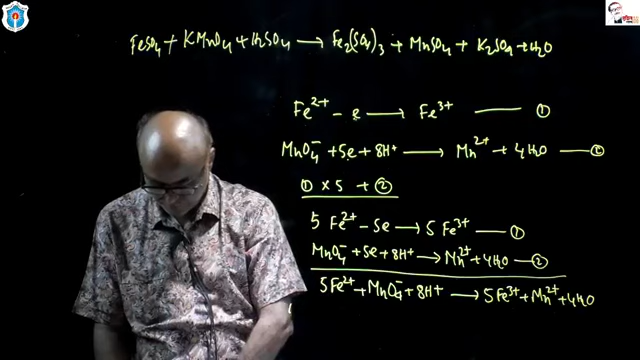 FeSO4 + KMnO4 + H2SO4 → Fe2(SO4)3 + MnSO4 + K2SO4 + H2O
Fe2+ - e → Fe3+ — ①
MnO4- + 5e + 8H+ → Mn2+ + 4H2O — ②
① × 5 + ②
5 Fe2+ - 5e → 5 Fe3+ — ①
MnO4- + 5e + 8H+ → Mn2+ + 4H2O — ②
5Fe2+ + MnO4- + 8H+ → 5Fe3+ + Mn2+ + 4H2O